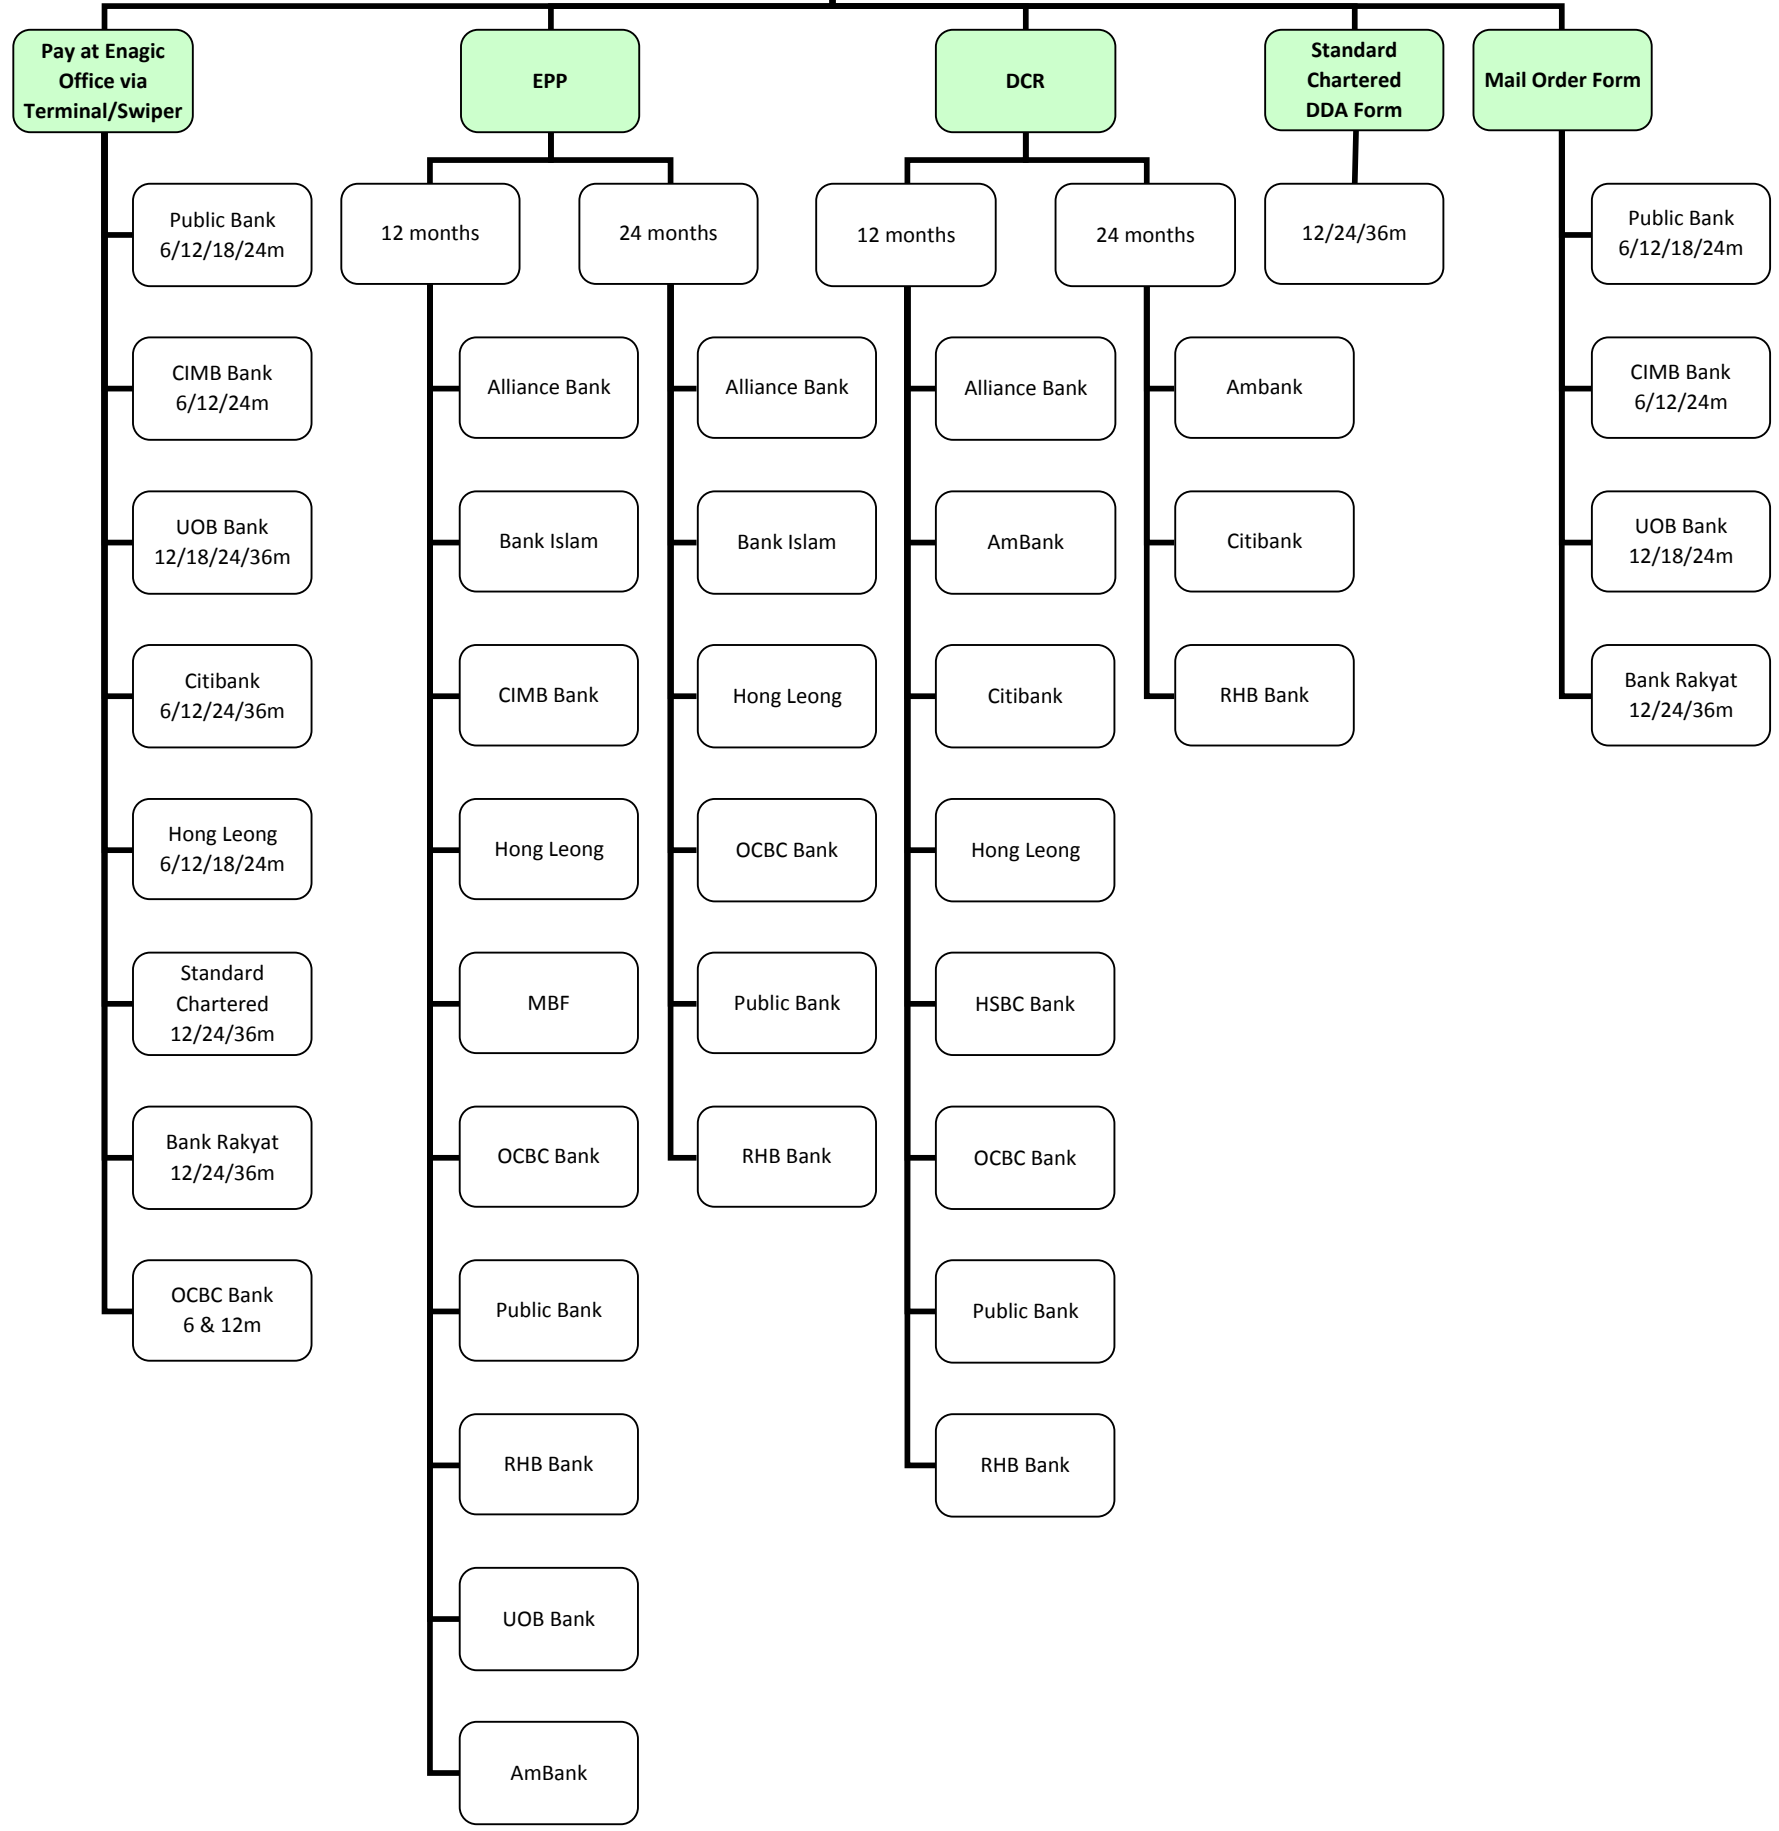 Pay at Enagic
Office via
Terminal/Swiper
EPP
DCR
Standard
Chartered
DDA Form
Mail Order Form
Public Bank
6/12/18/24m
CIMB Bank
6/12/24m
UOB Bank
12/18/24/36m
Citibank
6/12/24/36m
Hong Leong
6/12/18/24m
Standard
Chartered
12/24/36m
Bank Rakyat
12/24/36m
OCBC Bank
6 & 12m
12 months
Alliance Bank
Bank Islam
CIMB Bank
Hong Leong
MBF
OCBC Bank
Public Bank
RHB Bank
UOB Bank
AmBank
24 months
Alliance Bank
Bank Islam
Hong Leong
OCBC Bank
Public Bank
RHB Bank
12 months
Alliance Bank
AmBank
Citibank
Hong Leong
HSBC Bank
OCBC Bank
Public Bank
RHB Bank
24 months
Ambank
Citibank
RHB Bank
12/24/36m
Public Bank
6/12/18/24m
CIMB Bank
6/12/24m
UOB Bank
12/18/24m
Bank Rakyat
12/24/36m